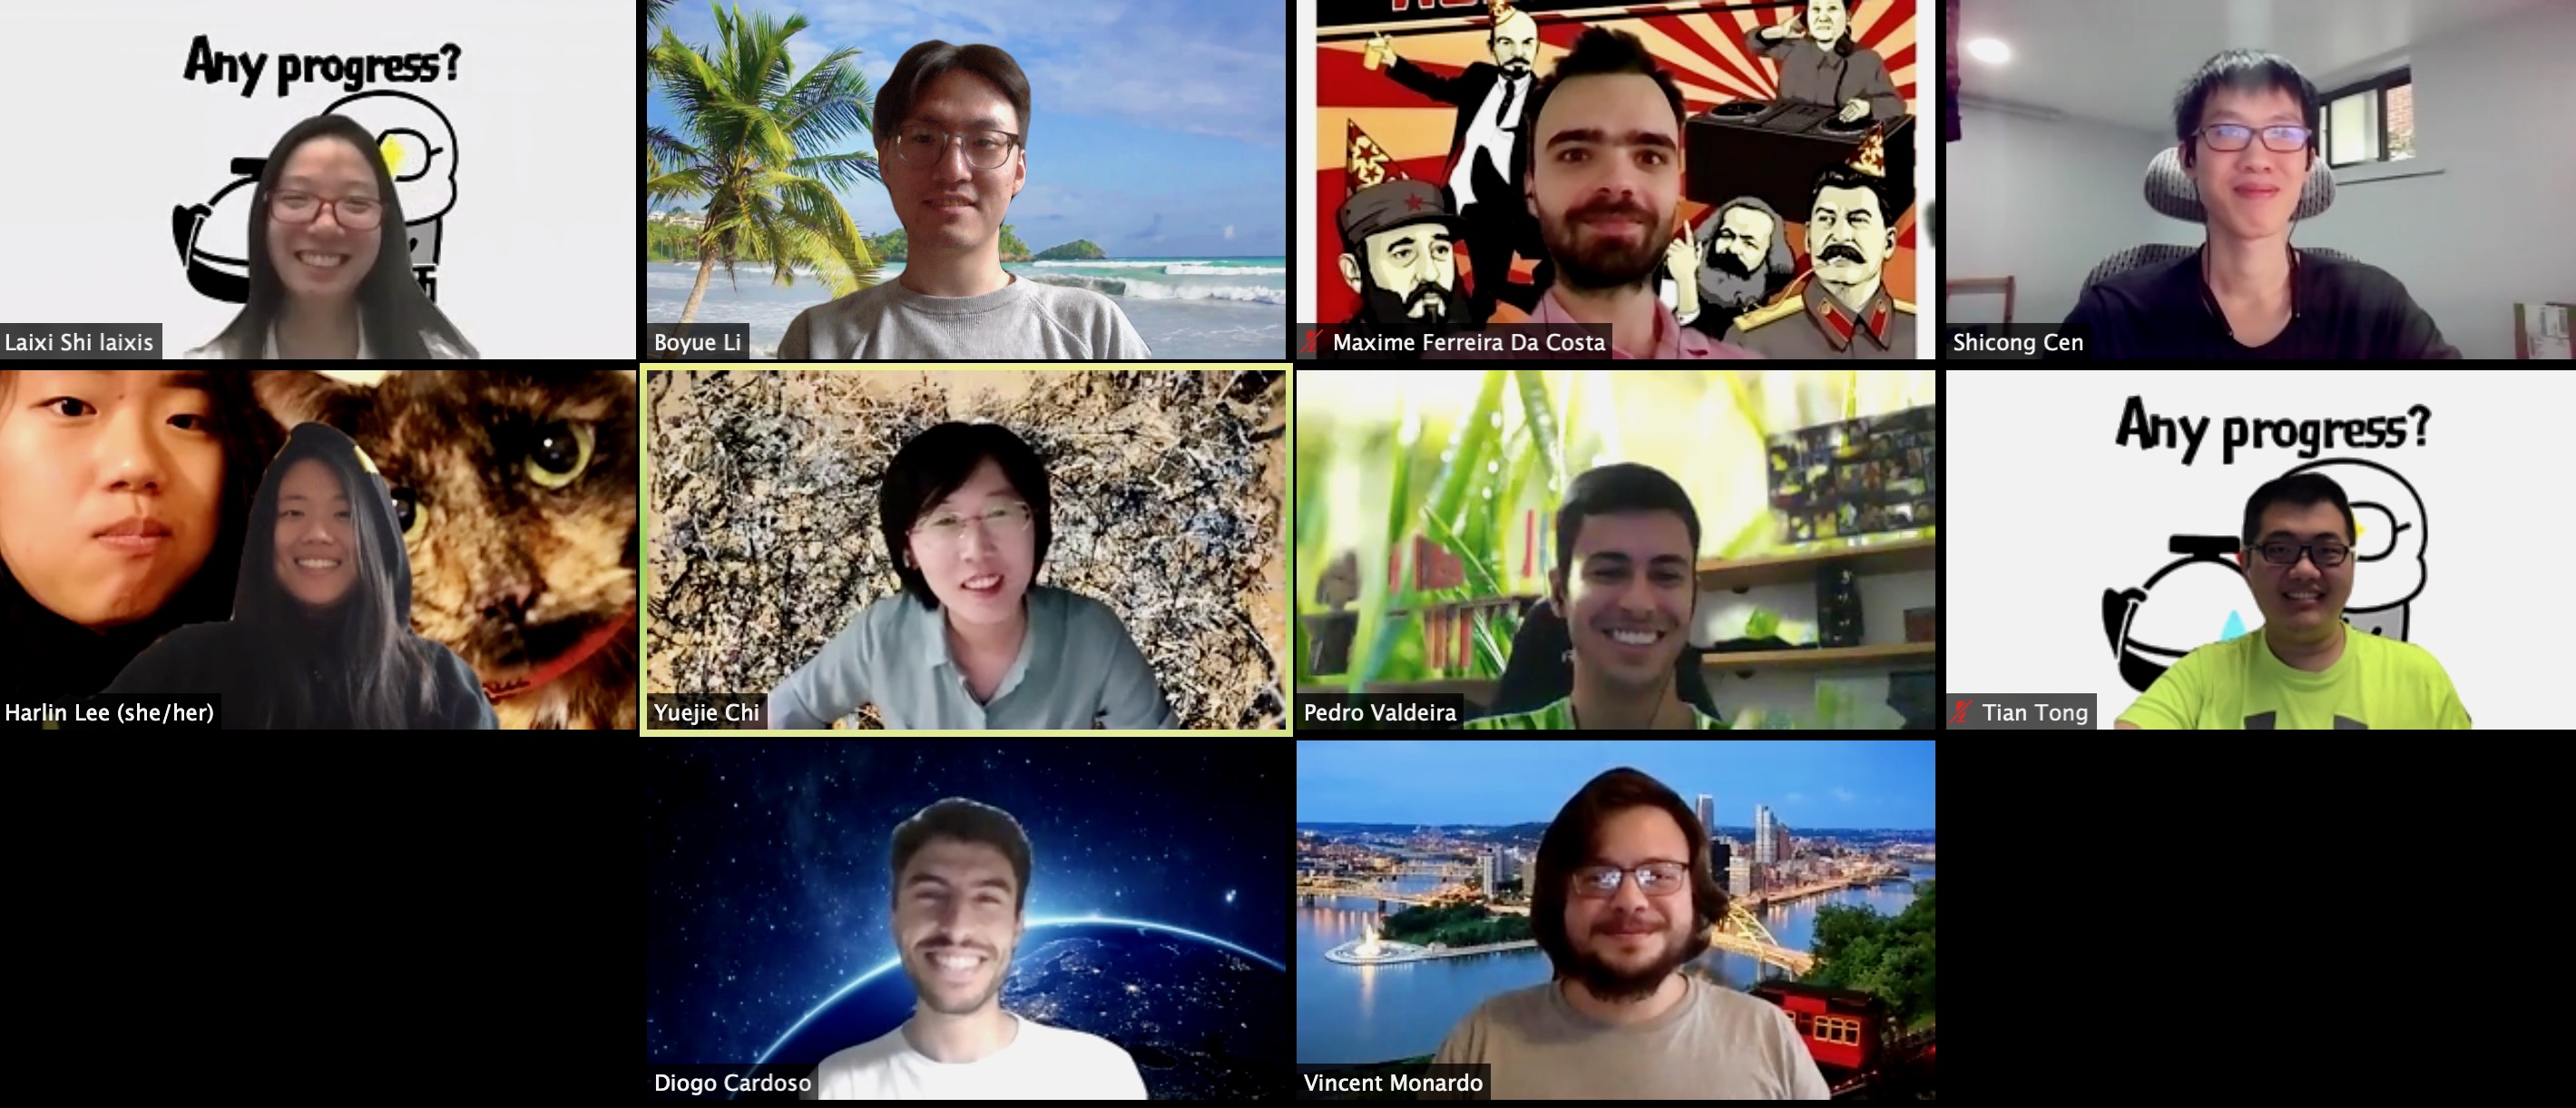 Any progress?
Laixi Shi laixis
Boyue Li
Maxime Ferreira Da Costa
Shicong Cen
Harlin Lee (she/her)
Yuejie Chi
Pedro Valdeira
Any progress?
Tian Tong
Diogo Cardoso
Vincent Monardo